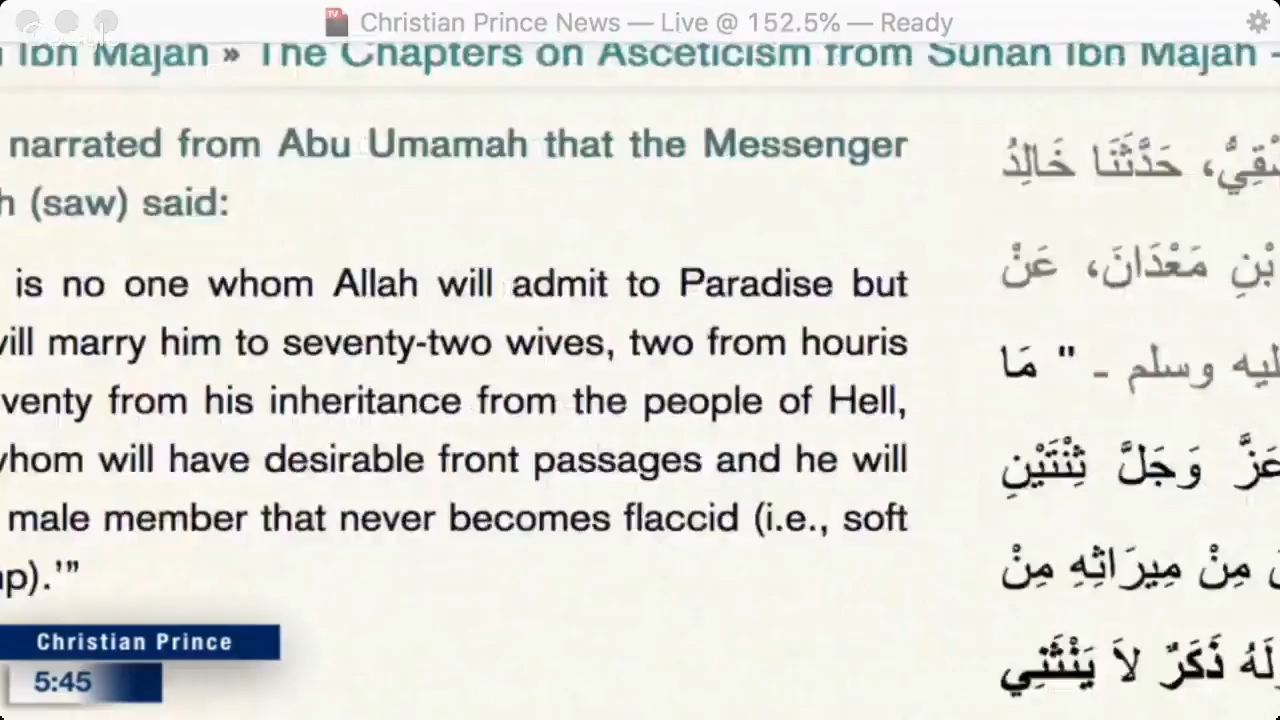 Christian Prince News — Live @ 152.5% — Ready
Ibn Majah » The Chapters on Asceticism from Sunan Ibn Majah -
narrated from Abu Umamah that the Messenger
(saw) said:
is no one whom Allah will admit to Paradise but
will marry him to seventy-two wives, two from houris
from his inheritance from the people of Hell,
whom will have desirable front passages and he will
male member that never becomes flaccid (i.e., soft
).'”
حَدَّثَنَا خَالِدُ
بْنِ مَعْدَانَ، عَنْ
وسلم ـ " مَا
عَزَّ وَجَلَّ ثِنْتَيْنِ
مِنْ مِيرَاثِهِ مِنْ
لَهُ ذَكَرٌ لاَ يَنْثَنِي
Christian Prince
5:45